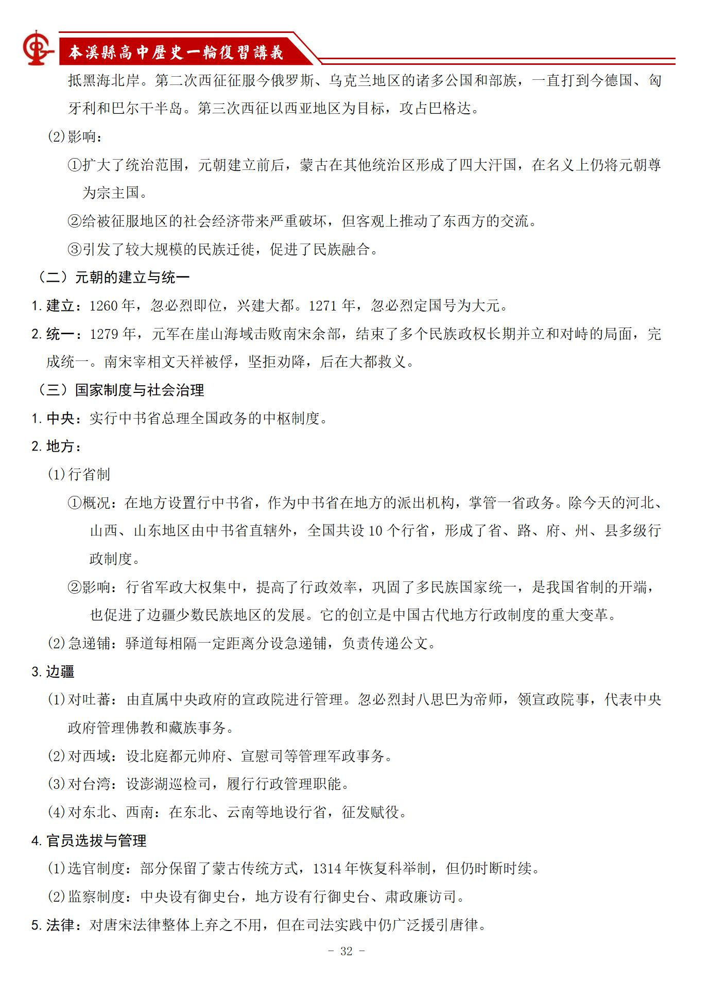 本溪縣高中歷史一輪復習講義
抵黑海北岸。第二次西征征服今俄罗斯、乌克兰地区的诸多公国和部族，一直打到今德国、匈
牙利和巴尔干半岛。第三次西征以西亚地区为目标，攻占巴格达。
(2)影响：
①扩大了统治范围，元朝建立前后，蒙古在其他统治区形成了四大汗国，在名义上仍将元朝尊
为宗主国。
②给被征服地区的社会经济带来严重破坏，但客观上推动了东西方的交流。
③引发了较大规模的民族迁徙，促进了民族融合。
（二）元朝的建立与统一
1.建立：1260年，忽必烈即位，兴建大都。1271年，忽必烈定国号为大元。
2.统一：1279年，元军在崖山海域击败南宋余部，结束了多个民族政权长期并立和对峙的局面，完
成统一。南宋宰相文天祥被俘，坚拒劝降，后在大都救义。
（三）国家制度与社会治理
1.中央：实行中书省总理全国政务的中枢制度。
2.地方：
(1)行省制
①概况：在地方设置行中书省，作为中书省在地方的派出机构，掌管一省政务。除今天的河北、
山西、山东地区由中书省直辖外，全国共设10个行省，形成了省、路、府、州、县多级行
政制度。
②影响：行省军政大权集中，提高了行政效率，巩固了多民族国家统一，是我国省制的开端，
也促进了边疆少数民族地区的发展。它的创立是中国古代地方行政制度的重大变革。
(2)急递铺：驿道每相隔一定距离分设急递铺，负责传递公文。
3.边疆
(1)对吐蕃：由直属中央政府的宣政院进行管理。忽必烈封八思巴为帝师，领宣政院事，代表中央
政府管理佛教和藏族事务。
(2)对西域：设北庭都元帅府、宣慰司等管理军政事务。
(3)对台湾：设澎湖巡检司，履行行政管理职能。
(4)对东北、西南：在东北、云南等地设行省，征发赋役。
4.官员选拔与管理
(1)选官制度：部分保留了蒙古传统方式，1314年恢复科举制，但仍时断时续。
(2)监察制度：中央设有御史台，地方设有行御史台、肃政廉访司。
5.法律：对唐宋法律整体上弃之不用，但在司法实践中仍广泛援引唐律。
- 32 -